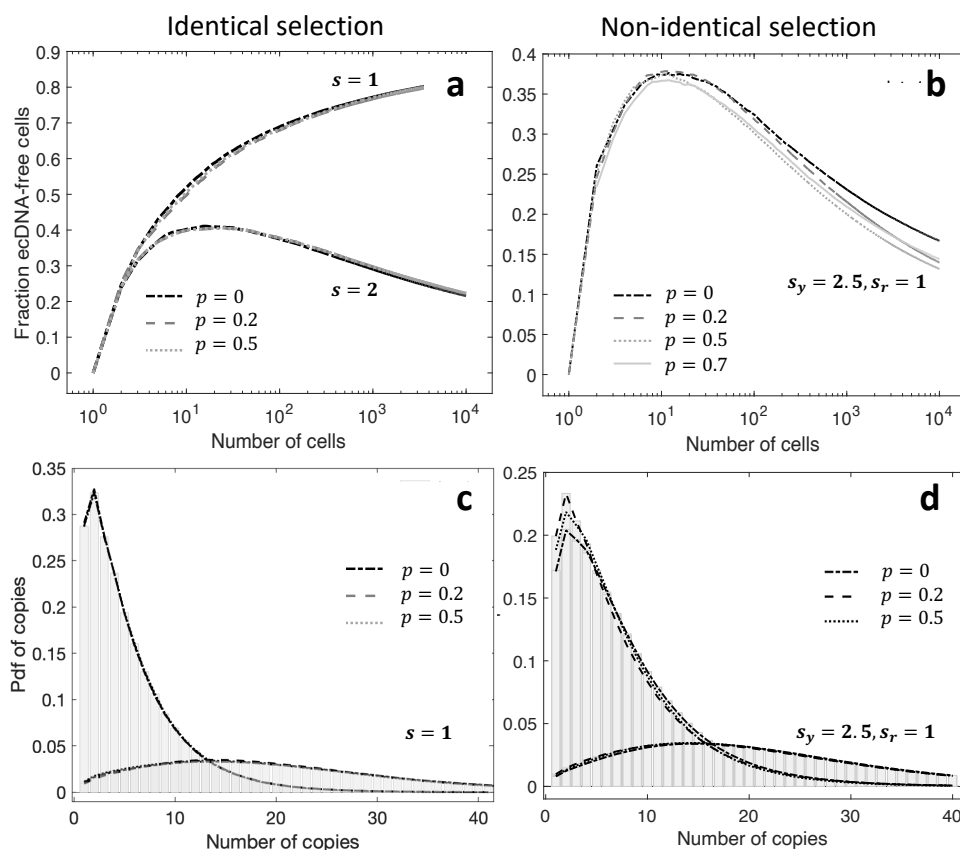 Identical selection
Non-identical selection
a
0.9
0.8
0.7
0.6
0.5
0.4
0.3
0.2
0.1
0
Fraction ecDNA-free cells
s = 1
s = 2
p = 0
p = 0.2
p = 0.5
10^0
10^1
10^2
10^3
10^4
Number of cells
b
0.4
0.35
0.3
0.25
0.2
0.15
0.1
0.05
0
s_y = 2.5, s_r = 1
p = 0
p = 0.2
p = 0.5
p = 0.7
10^0
10^1
10^2
10^3
10^4
Number of cells
c
0.35
0.3
0.25
0.2
0.15
0.1
0.05
0
Pdf of copies
p = 0
p = 0.2
p = 0.5
s = 1
0
10
20
30
40
Number of copies
d
0.25
0.2
0.15
0.1
0.05
0
p = 0
p = 0.2
p = 0.5
s_y = 2.5, s_r = 1
0
10
20
30
40
Number of copies